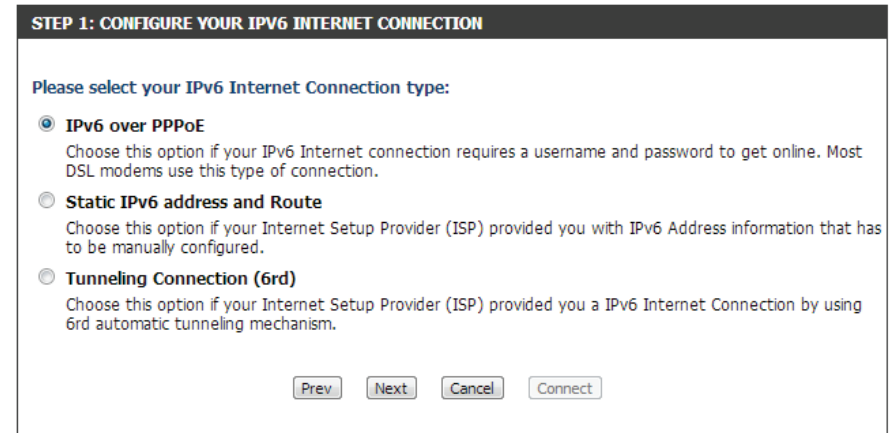 STEP 1: CONFIGURE YOUR IPV6 INTERNET CONNECTION
Please select your IPv6 Internet Connection type:
IPv6 over PPPoE
Choose this option if your IPv6 Internet connection requires a username and password to get online. Most
DSL modems use this type of connection.
Static IPv6 address and Route
Choose this option if your Internet Setup Provider (ISP) provided you with IPv6 Address information that has
to be manually configured.
Tunneling Connection (6rd)
Choose this option if your Internet Setup Provider (ISP) provided you a IPv6 Internet Connection by using
6rd automatic tunneling mechanism.
Prev Next Cancel Connect